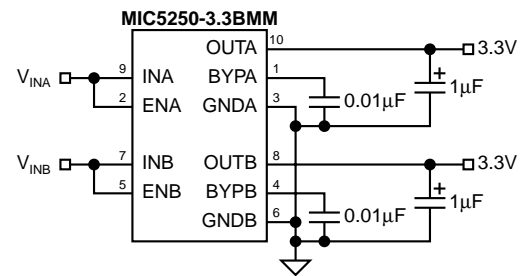 MIC5250-3.3BMM
OUTA 10 3.3V
V_INA 9 INA BYPA 1
2 ENA GNDA 3 0.01µF + 1µF
V_INB 7 INB OUTB 8 3.3V
5 ENB BYPB 4
GNDB 6 0.01µF + 1µF